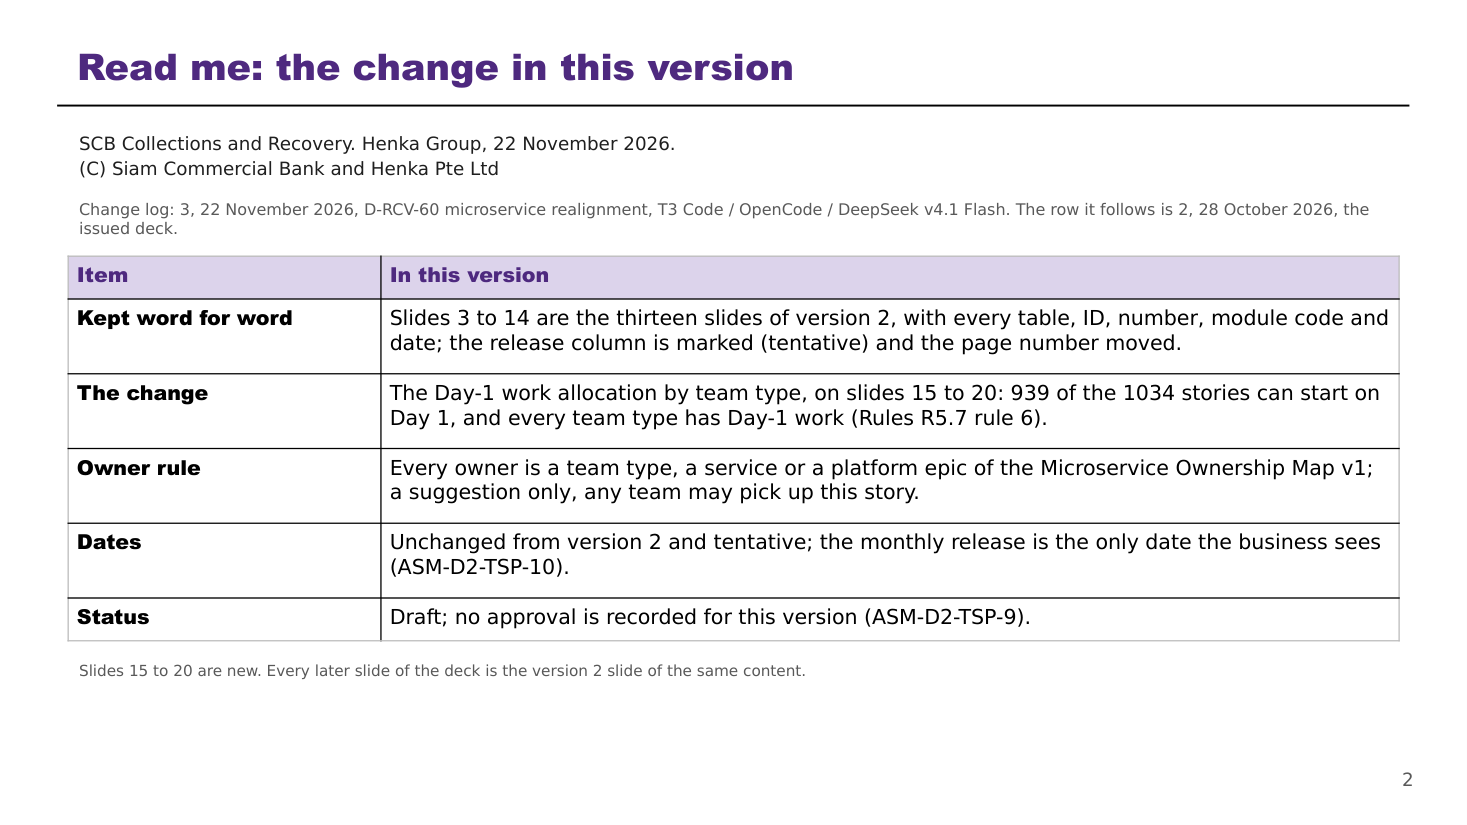 Read me: the change in this version
SCB Collections and Recovery. Henka Group, 22 November 2026.
(C) Siam Commercial Bank and Henka Pte Ltd
Change log: 3, 22 November 2026, D-RCV-60 microservice realignment, T3 Code / OpenCode / DeepSeek v4.1 Flash. The row it follows is 2, 28 October 2026, the
issued deck.
Item
In this version
Kept word for word
Slides 3 to 14 are the thirteen slides of version 2, with every table, ID, number, module code and
date; the release column is marked (tentative) and the page number moved.
The change
The Day-1 work allocation by team type, on slides 15 to 20: 939 of the 1034 stories can start on
Day 1, and every team type has Day-1 work (Rules R5.7 rule 6).
Owner rule
Every owner is a team type, a service or a platform epic of the Microservice Ownership Map v1;
a suggestion only, any team may pick up this story.
Dates
Unchanged from version 2 and tentative; the monthly release is the only date the business sees
(ASM-D2-TSP-10).
Status
Draft; no approval is recorded for this version (ASM-D2-TSP-9).
Slides 15 to 20 are new. Every later slide of the deck is the version 2 slide of the same content.
2